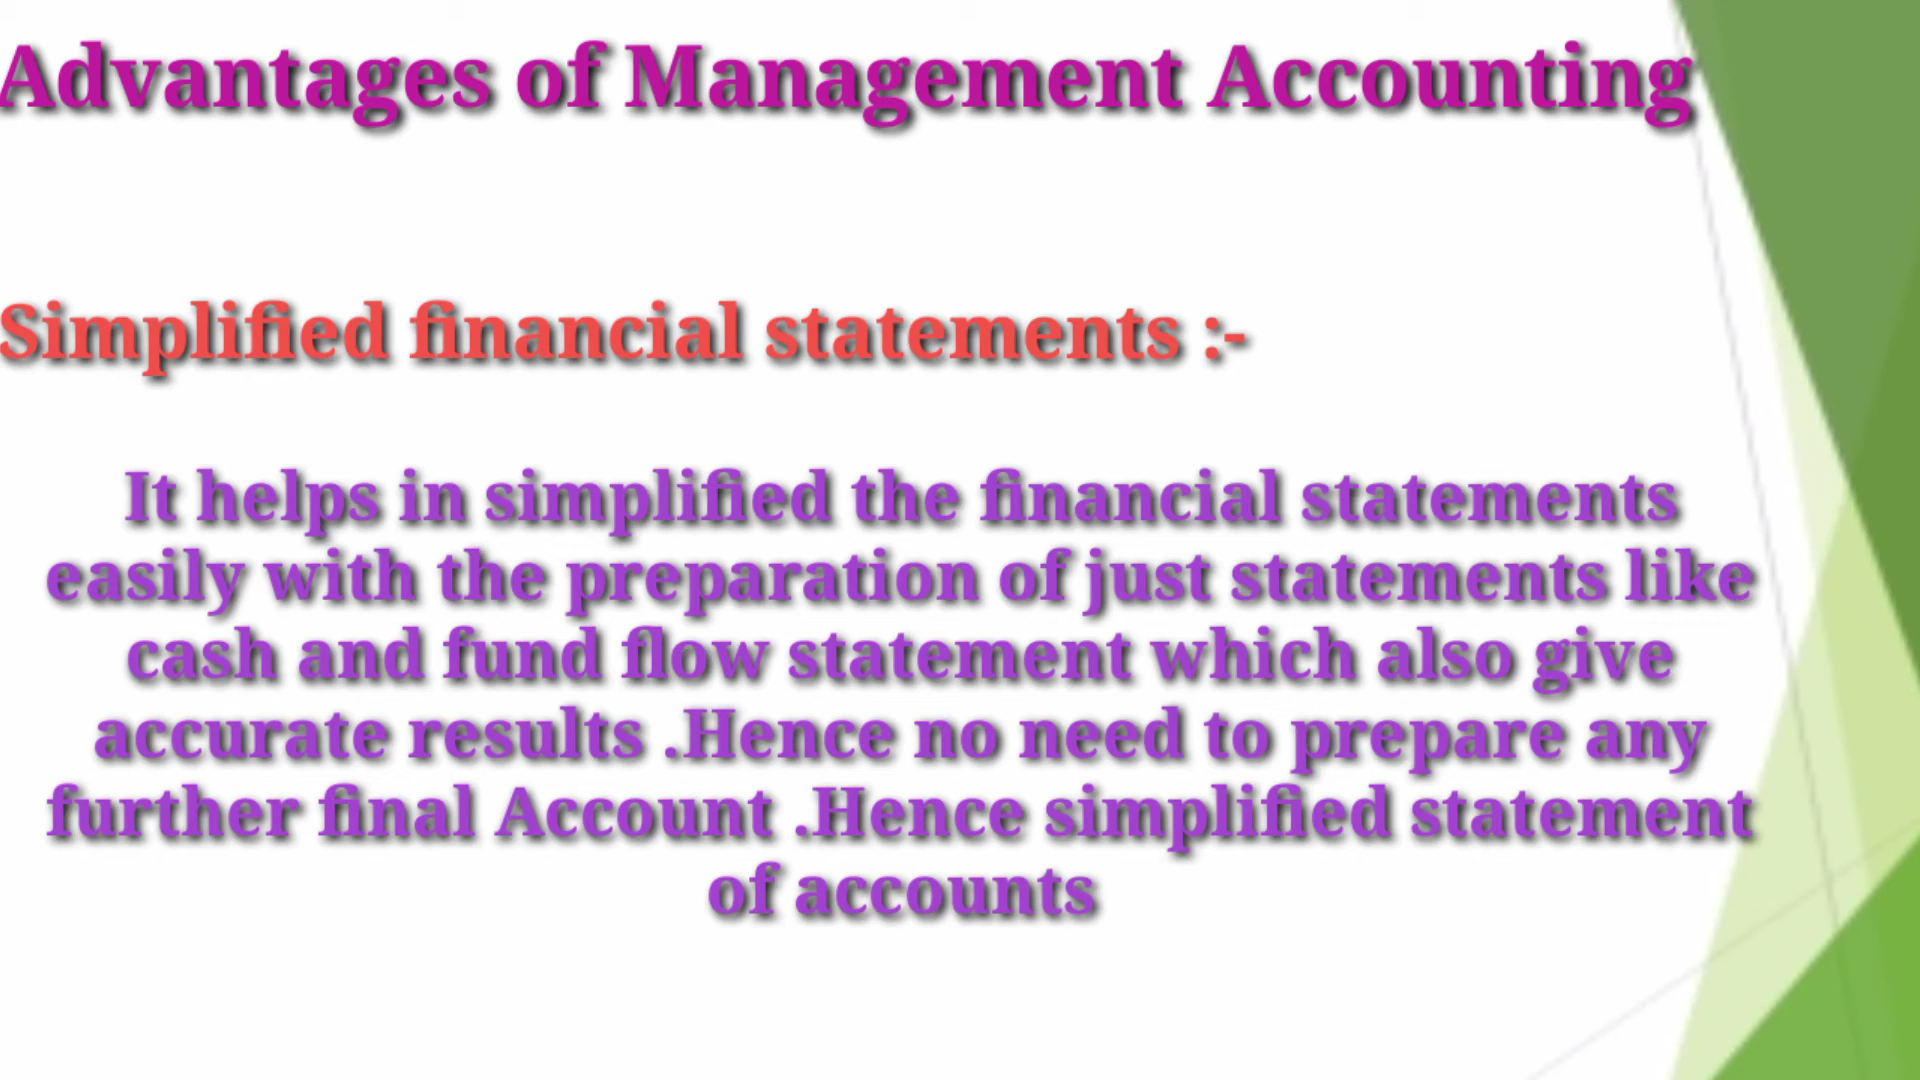 Advantages of Management Accounting
Simplified financial statements :-
It helps in simplified the financial statements
easily with the preparation of just statements like
cash and fund flow statement which also give
accurate results .Hence no need to prepare any
further final Account .Hence simplified statement
of accounts